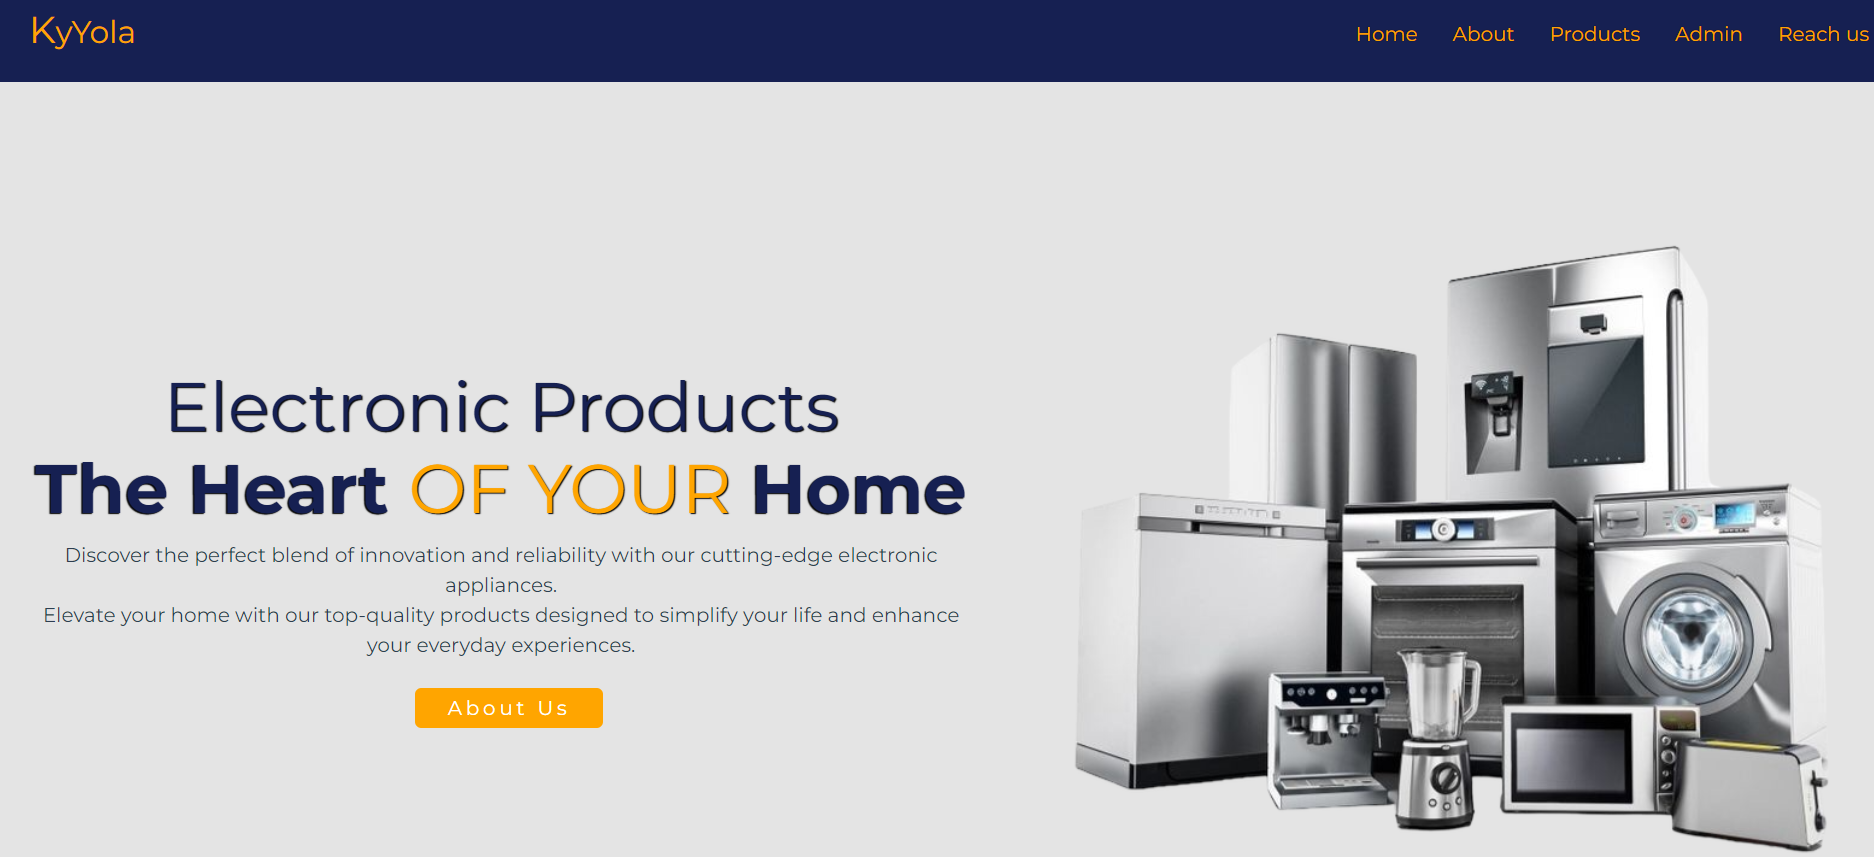 KyYola
Home About Products Admin Reach us
Electronic Products
The Heart OF YOUR Home
Discover the perfect blend of innovation and reliability with our cutting-edge electronic
appliances.
Elevate your home with our top-quality products designed to simplify your life and enhance
your everyday experiences.
About Us